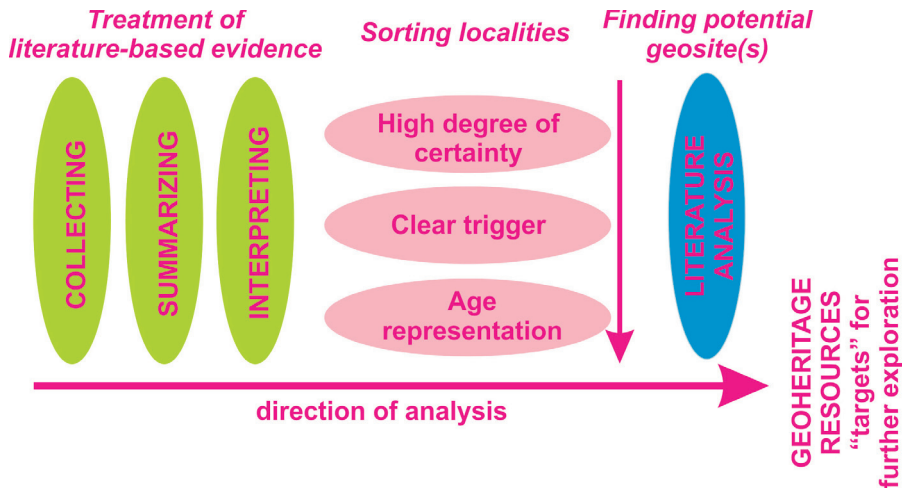 Treatment of
literature-based evidence
Sorting localities
Finding potential
geosite(s)
COLLECTING
SUMMARIZING
INTERPRETING
High degree of
certainty
Clear trigger
Age
representation
LITERATURE
ANALYSIS
direction of analysis
GEOHERITAGE
RESOURCES
“targets” for
further exploration